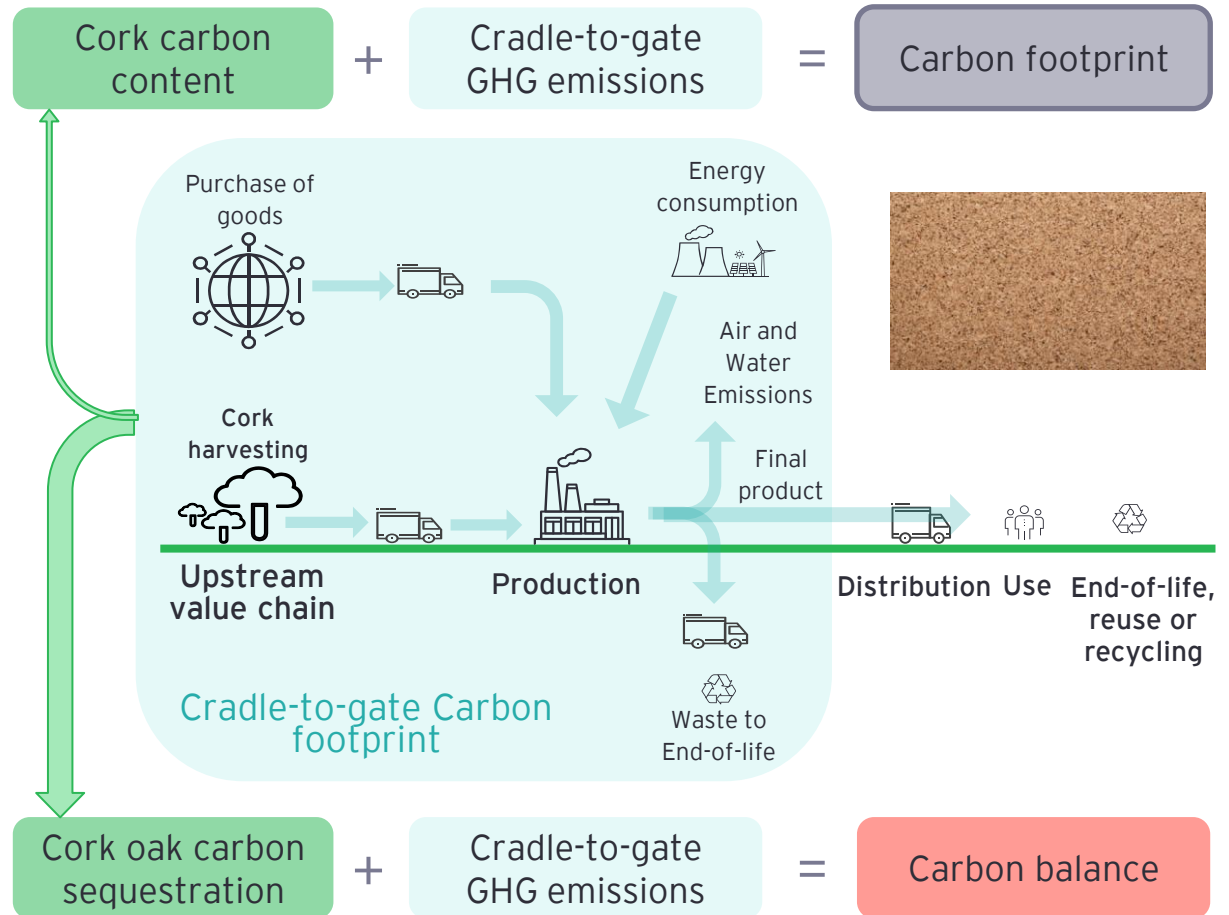 Cork carbon
content
+
Cradle-to-gate
GHG emissions
=
Carbon footprint
Purchase of
goods
Energy
consumption
Air and
Water
Emissions
Cork
harvesting
Final
product
Upstream
value chain
Production
Distribution
Use
End-of-life,
reuse or
recycling
Cradle-to-gate Carbon
footprint
Waste to
End-of-life
Cork oak carbon
sequestration
+
Cradle-to-gate
GHG emissions
=
Carbon balance